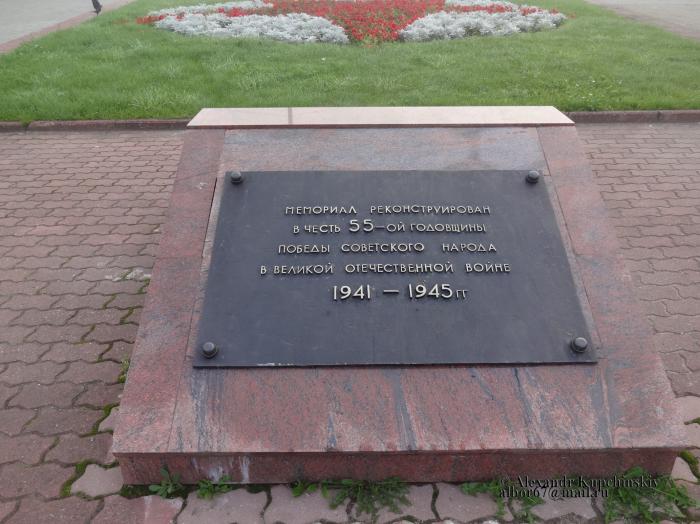 МЕМОРИАЛ РЕКОНСТРУИРОВАН
В ЧЕСТЬ 55-ОЙ ГОДОВЩИНЫ
ПОБЕДЫ СОВЕТСКОГО НАРОДА
В ВЕЛИКОЙ ОТЕЧЕСТВЕННОЙ ВОЙНЕ
1941 — 1945 ГГ
© Alexandr Kupchinskiy
albor67@mail.ru